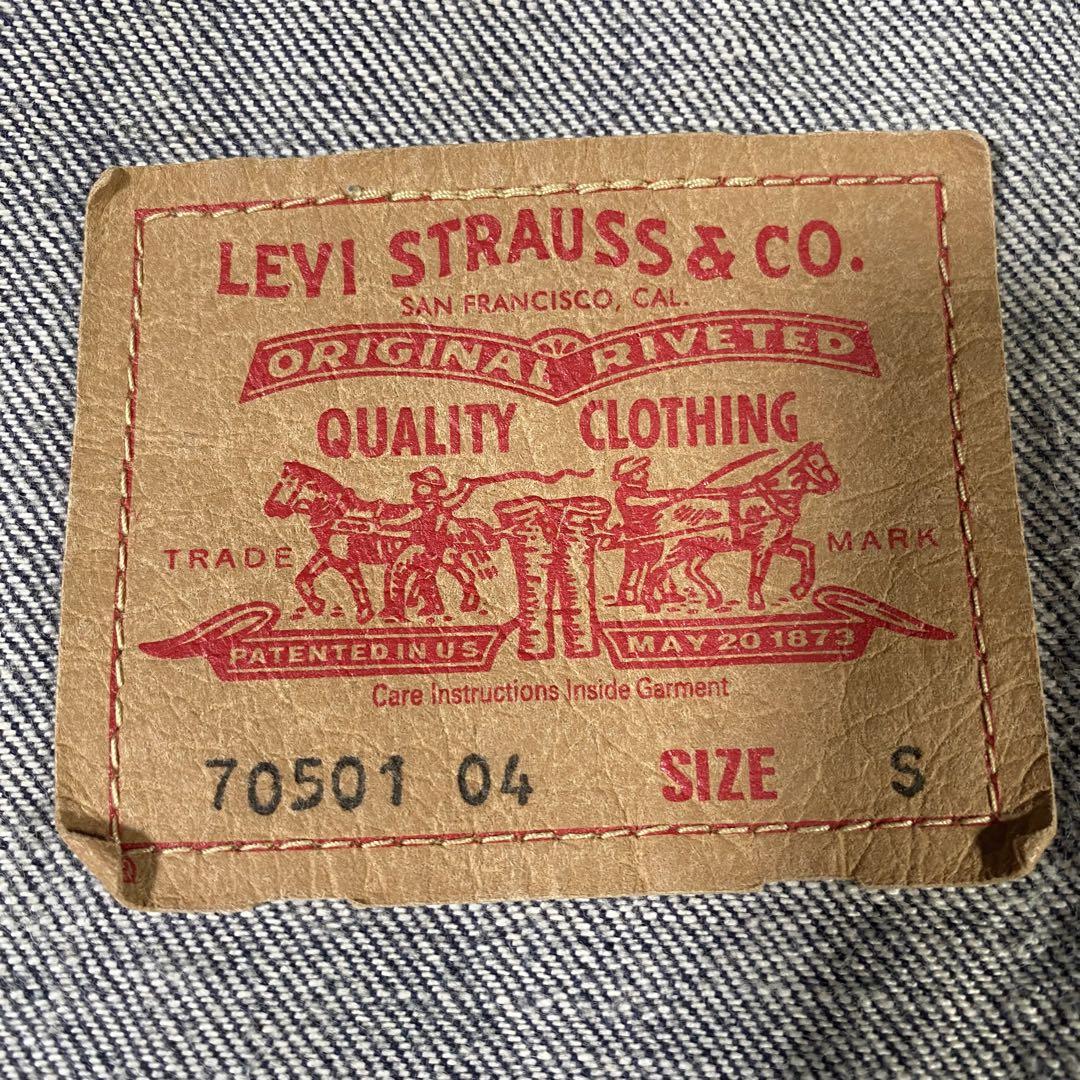 LEVI STRAUSS & CO.
SAN FRANCISCO, CAL.
ORIGINAL RIVETED
QUALITY CLOTHING
TRADE MARK
PATENTED IN U S MAY 20 1873
Care Instructions Inside Garment
70501 04 SIZE S